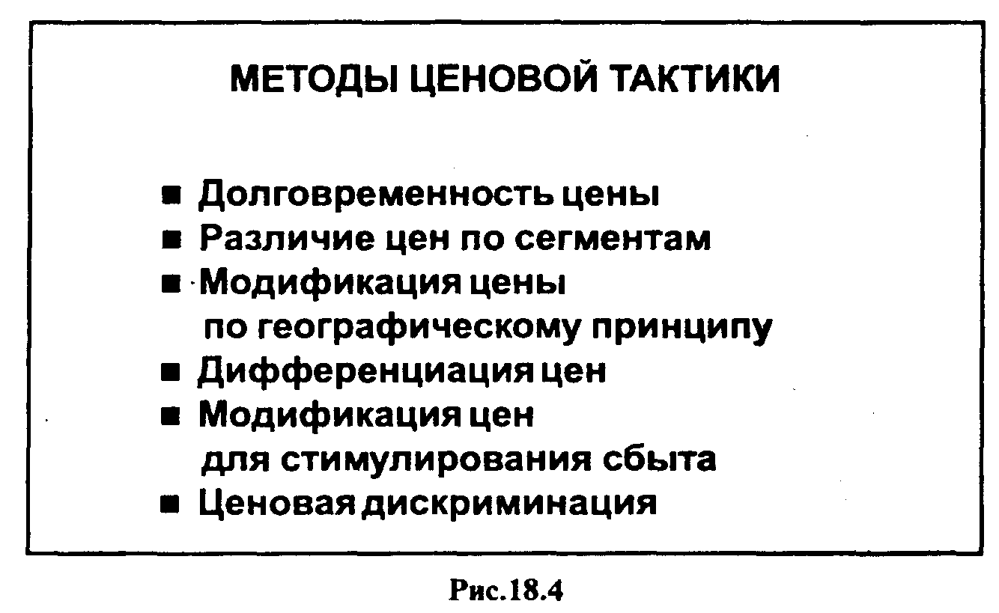 МЕТОДЫ ЦЕНОВОЙ ТАКТИКИ
■ Долговременность цены
■ Различие цен по сегментам
■ Модификация цены
по географическому принципу
■ Дифференциация цен
■ Модификация цен
для стимулирования сбыта
■ Ценовая дискриминация
Рис.18.4